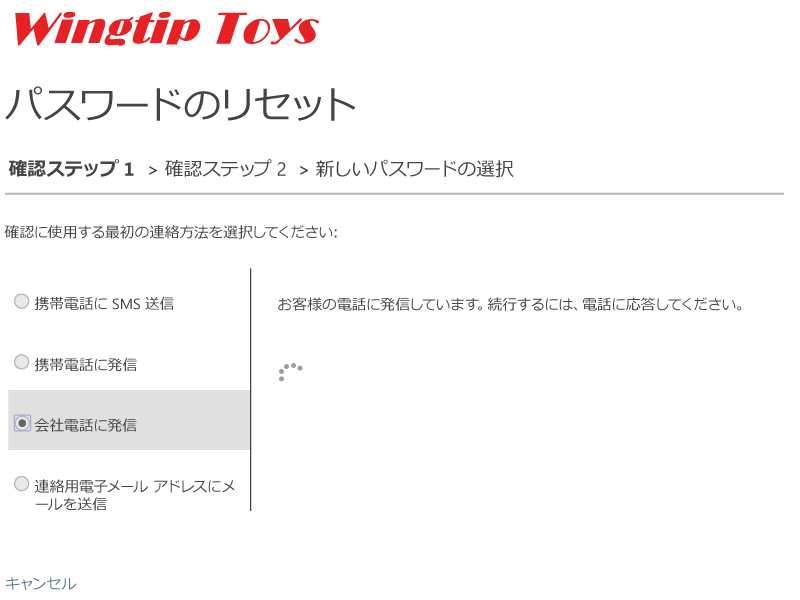 Wingtip Toys
パスワードのリセット
確認ステップ 1 > 確認ステップ 2 > 新しいパスワードの選択
確認に使用する最初の連絡方法を選択してください:
携帯電話に SMS 送信
お客様の電話に発信しています。続行するには、電話に応答してください。
携帯電話に発信
会社電話に発信
連絡用電子メール アドレスにメ
ールを送信
キャンセル